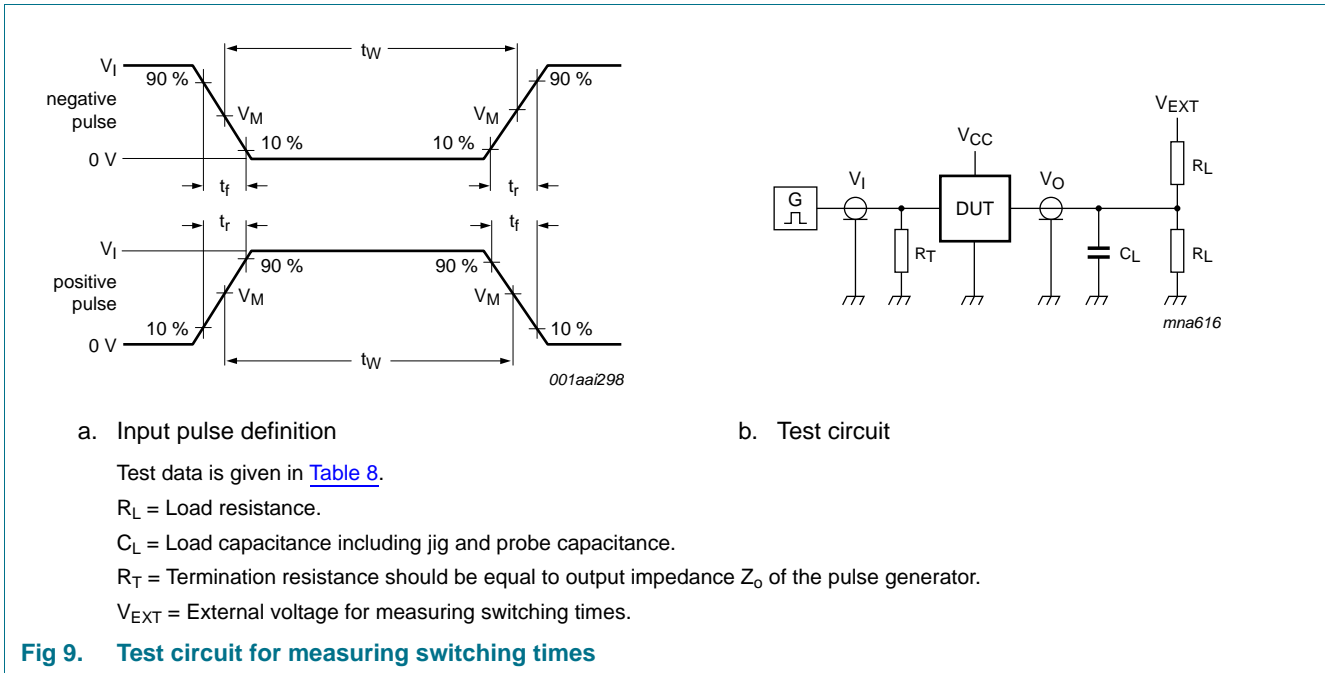 tW
VI
90 %
90 %
negative
pulse
VM
VM
10 %
10 %
0 V
tf
tr
tr
tf
VI
90 %
90 %
positive
pulse
VM
VM
10 %
10 %
0 V
tW
001aai298
VEXT
VCC
RL
VI
VO
G
DUT
RT
CL
RL
mna616
a. Input pulse definition
b. Test circuit
Test data is given in Table 8.
RL = Load resistance.
CL = Load capacitance including jig and probe capacitance.
RT = Termination resistance should be equal to output impedance Zo of the pulse generator.
VEXT = External voltage for measuring switching times.
Fig 9. Test circuit for measuring switching times